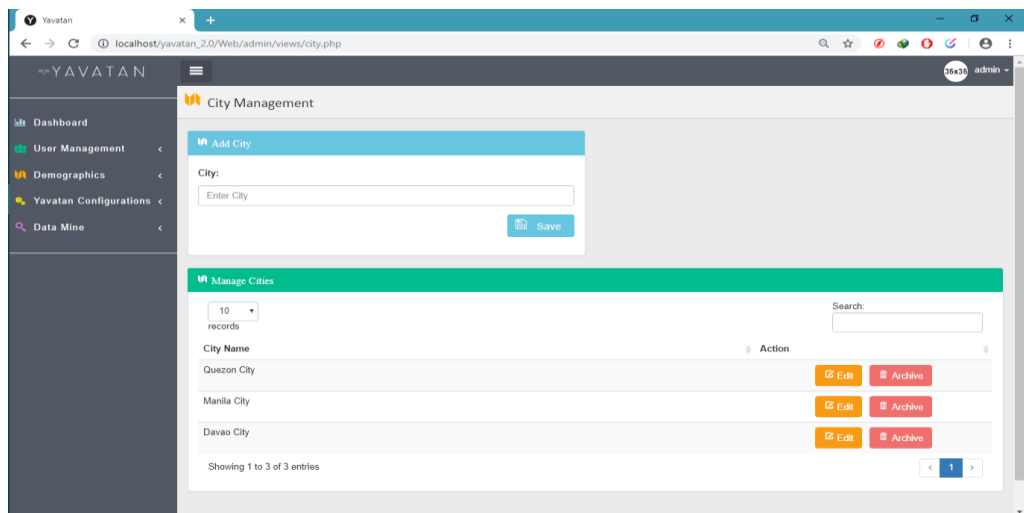 Yavatan
localhost/yavatan_2.0/Web/admin/views/city.php
YAVATAN
35x35 admin
City Management
Dashboard
User Management
Demographics
Yavatan Configurations
Data Mine
Add City
City:
Enter City
Save
Manage Cities
10
records
Search:
City Name Action
Quezon City Edit Archive
Manila City Edit Archive
Davao City Edit Archive
Showing 1 to 3 of 3 entries
1